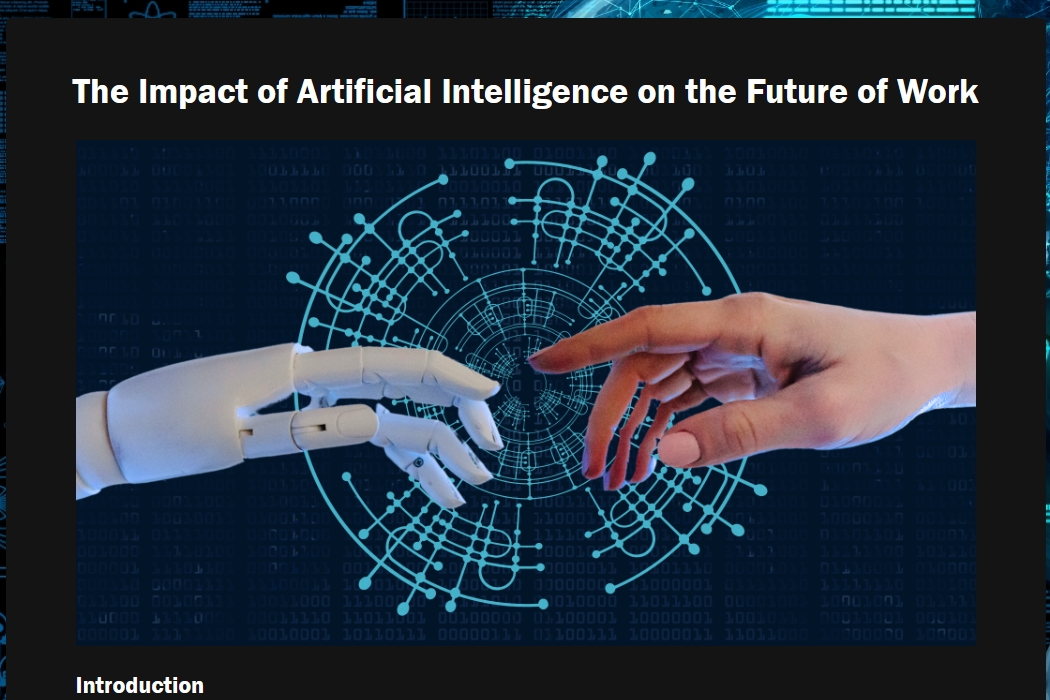 The Impact of Artificial Intelligence on the Future of Work
Introduction